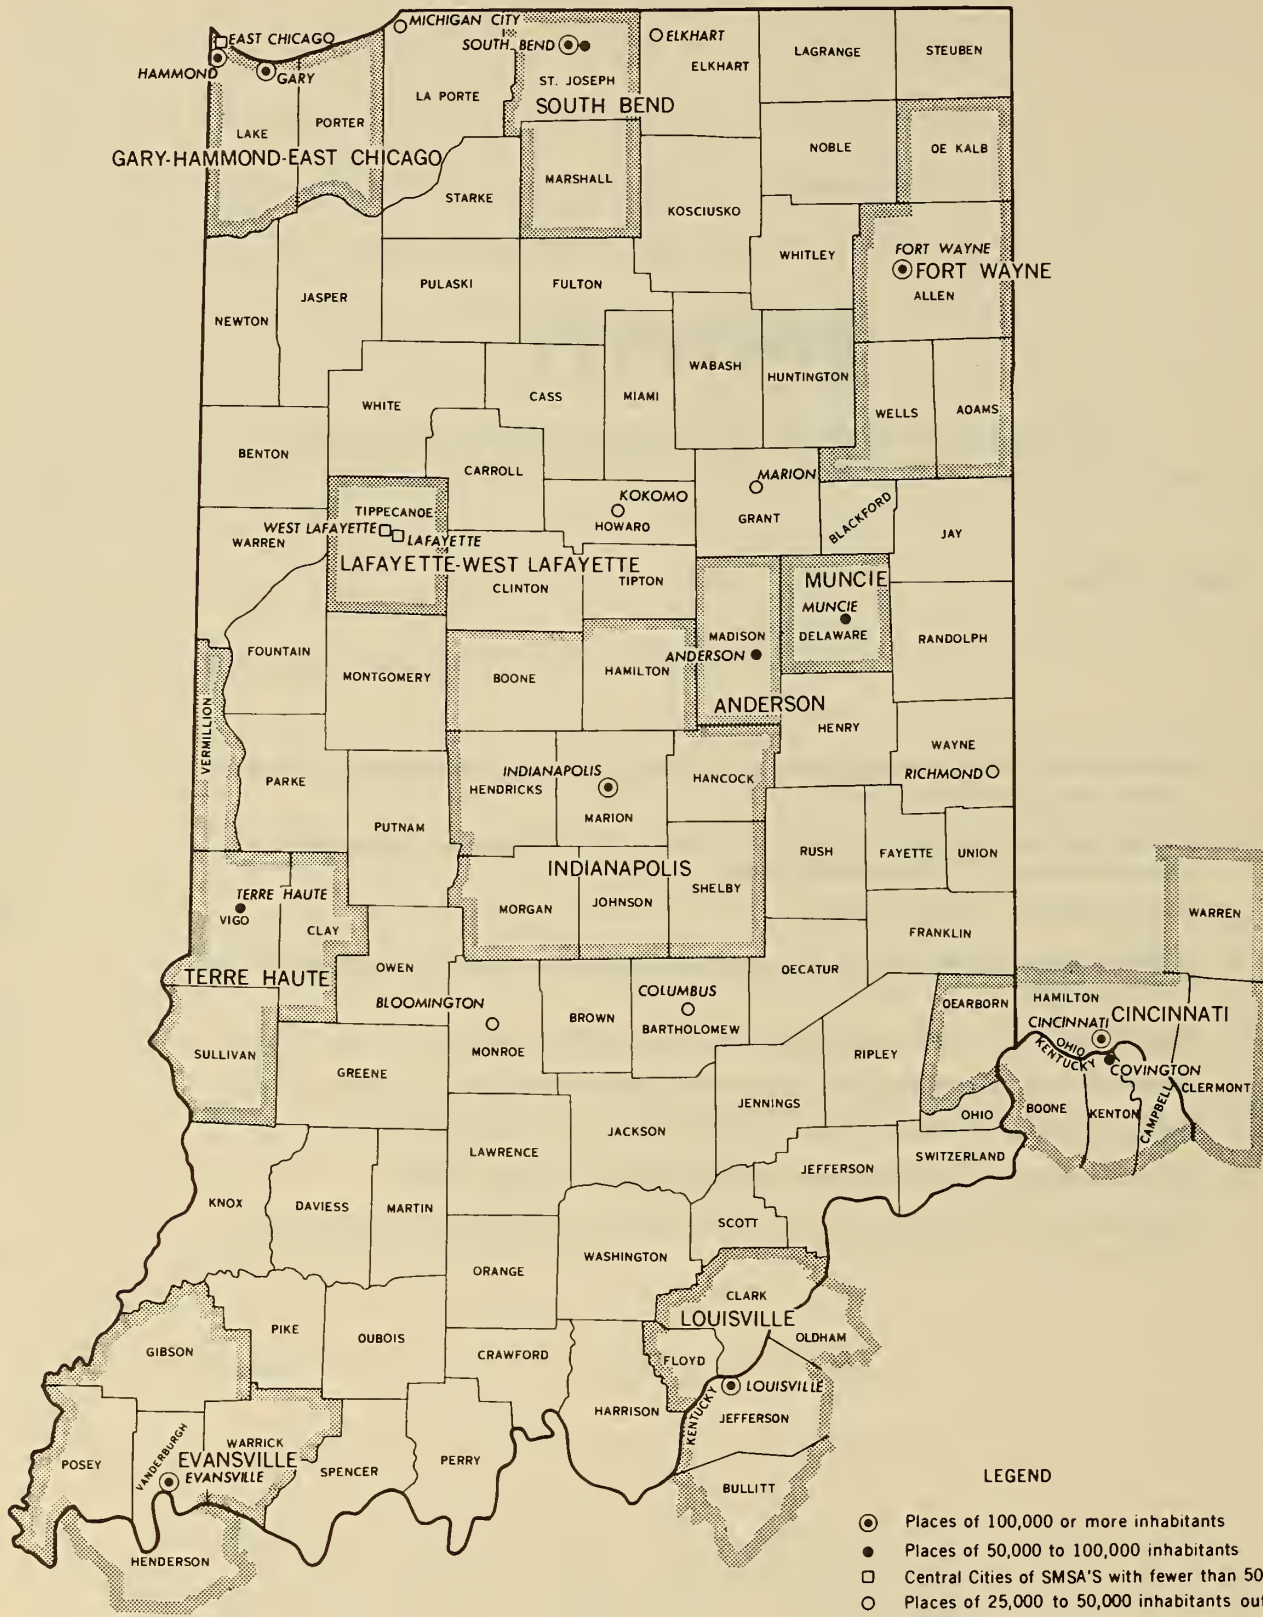 MICHIGAN CITY
EAST CHICAGO
SOUTH BEND
ELKHART
ELKHART
LAGRANGE
STEUBEN
HAMMOND
GARY
LA PORTE
ST. JOSEPH
SOUTH BEND
LAKE
PORTER
GARY-HAMMOND-EAST CHICAGO
NOBLE
DE KALB
MARSHALL
STARKE
KOSCIUSKO
WHITLEY
FORT WAYNE
FORT WAYNE
ALLEN
PULASKI
FULTON
JASPER
NEWTON
WABASH
HUNTINGTON
WHITE
CASS
MIAMI
WELLS
ADAMS
BENTON
CARROLL
MARION
KOKOMO
HOWARD
GRANT
BLACKFORD
JAY
TIPPECANOE
WEST LAFAYETTE
LAFAYETTE
WARREN
LAFAYETTE-WEST LAFAYETTE
CLINTON
TIPTON
MUNCIE
MUNCIE
DELAWARE
MADISON
ANDERSON
ANDERSON
RANDOLPH
FOUNTAIN
MONTGOMERY
BOONE
HAMILTON
HENRY
VERMILLION
WAYNE
RICHMOND
PARKE
INDIANAPOLIS
HENDRICKS
HANCOCK
MARION
PUTNAM
RUSH
FAYETTE
UNION
INDIANAPOLIS
SHELBY
MORGAN
JOHNSON
TERRE HAUTE
VIGO
CLAY
FRANKLIN
WARREN
OWEN
DECATUR
TERRE HAUTE
BLOOMINGTON
COLUMBUS
BROWN
BARTHOLOMEW
DEARBORN
HAMILTON
CINCINNATI
CINCINNATI
OHIO
KENTUCKY
COVINGTON
SULLIVAN
MONROE
GREENE
RIPLEY
CLERMONT
JENNINGS
OHIO
BOONE
KENTON
CAMPBELL
JACKSON
LAWRENCE
SWITZERLAND
JEFFERSON
KNOX
DAVIESS
MARTIN
SCOTT
WASHINGTON
ORANGE
CLARK
LOUISVILLE
OLDHAM
PIKE
DUBOIS
GIBSON
CRAWFORD
FLOYD
LOUISVILLE
KENTUCKY
JEFFERSON
HARRISON
WARRICK
VANDERBURGH
EVANSVILLE
EVANSVILLE
POSEY
SPENCER
PERRY
BULLITT
HENDERSON
LEGEND
Places of 100,000 or more inhabitants
Places of 50,000 to 100,000 inhabitants
Central Cities of SMSA'S with fewer than 50
Places of 25,000 to 50,000 inhabitants out